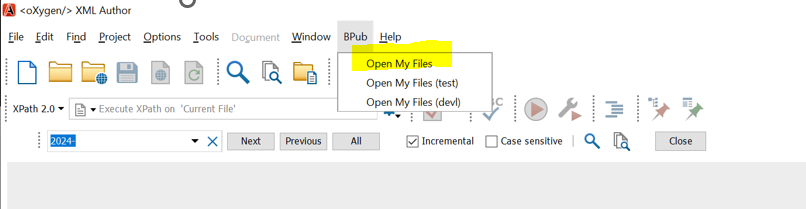 <oXygen/> XML Author
File Edit Find Project Options Tools Document Window BPub Help
Open My Files
Open My Files (test)
Open My Files (devl)
XPath 2.0 Execute XPath on 'Current File'
2024- Next Previous All Incremental Case sensitive Close